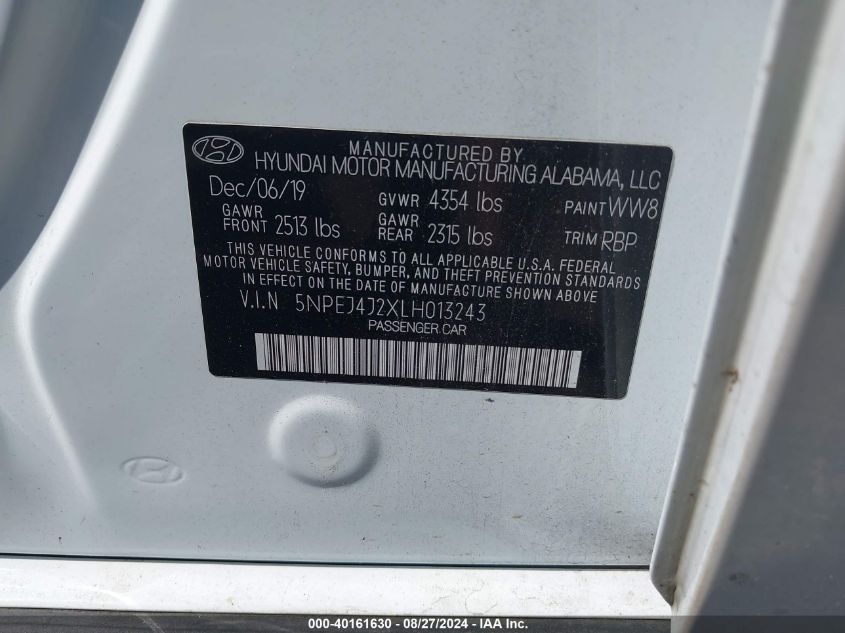 MANUFACTURED BY
HYUNDAI MOTOR MANUFACTURING ALABAMA, LLC
Dec/06/19 GVWR 4354 lbs PAINT WW8
GAWR FRONT 2513 lbs GAWR REAR 2315 lbs TRIM RBP
THIS VEHICLE CONFORMS TO ALL APPLICABLE U.S.A. FEDERAL
MOTOR VEHICLE SAFETY, BUMPER, AND THEFT PREVENTION STANDARDS
IN EFFECT ON THE DATE OF MANUFACTURE SHOWN ABOVE.
V.I.N 5NPEJ4J2XLH013243
PASSENGER CAR
000-40161630 - 08/27/2024 - IAAI Inc.